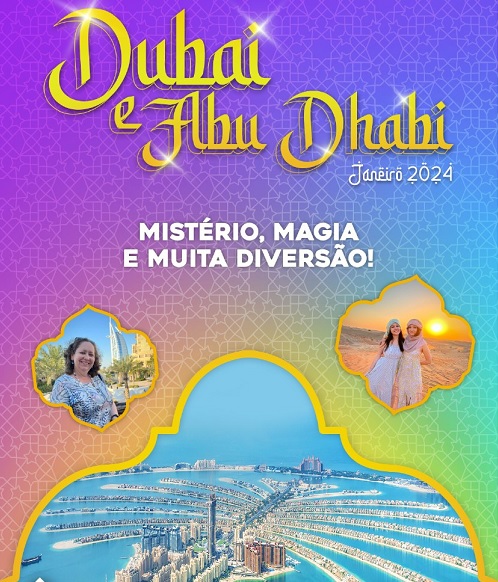 Dubai
e Abu Dhabi
Janeiro 2024
MISTÉRIO, MAGIA
E MUITA DIVERSÃO!